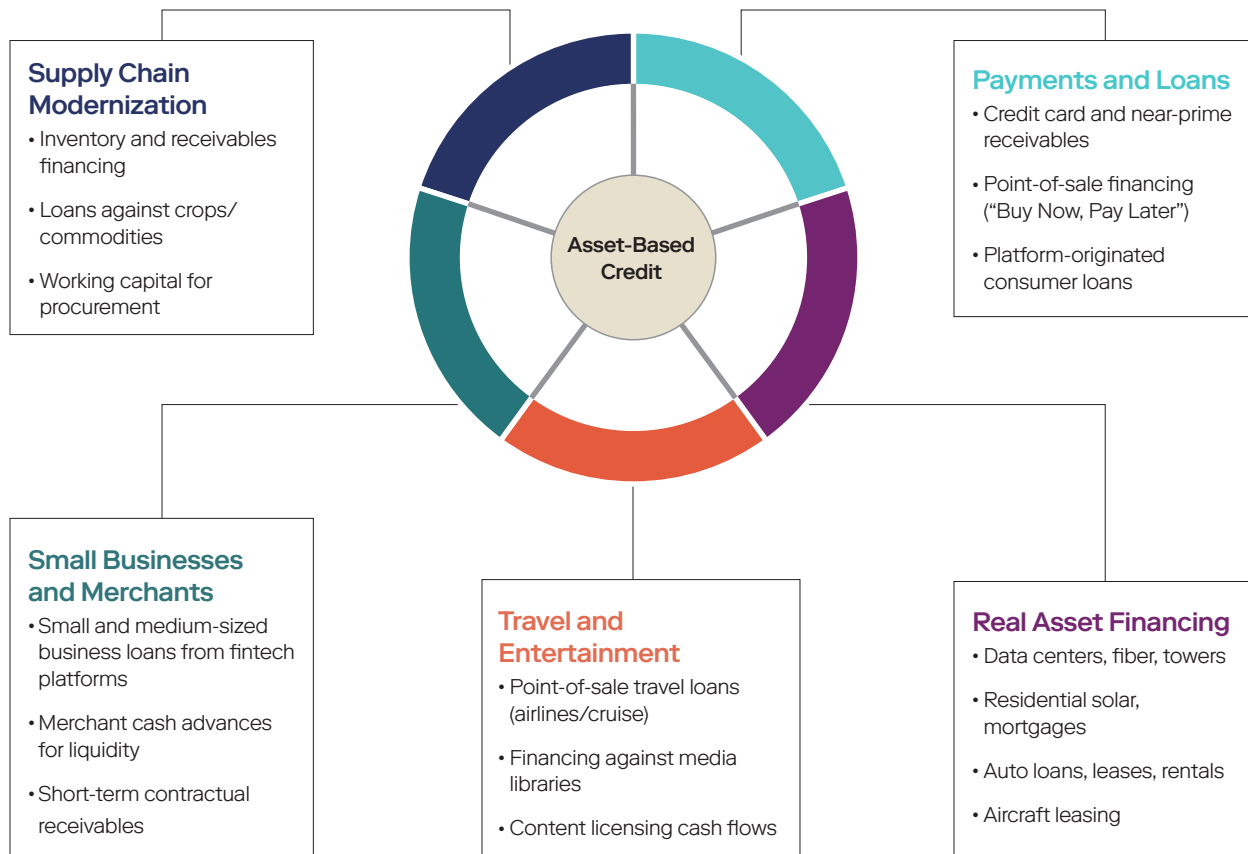 Supply Chain
Modernization
• Inventory and receivables
financing
• Loans against crops/
commodities
• Working capital for
procurement
Asset-Based
Credit
Payments and Loans
• Credit card and near-prime
receivables
• Point-of-sale financing
(“Buy Now, Pay Later”)
• Platform-originated
consumer loans
Small Businesses
and Merchants
• Small and medium-sized
business loans from fintech
platforms
• Merchant cash advances
for liquidity
• Short-term contractual
receivables
Travel and
Entertainment
• Point-of-sale travel loans
(airlines/cruise)
• Financing against media
libraries
• Content licensing cash flows
Real Asset Financing
• Data centers, fiber, towers
• Residential solar,
mortgages
• Auto loans, leases, rentals
• Aircraft leasing